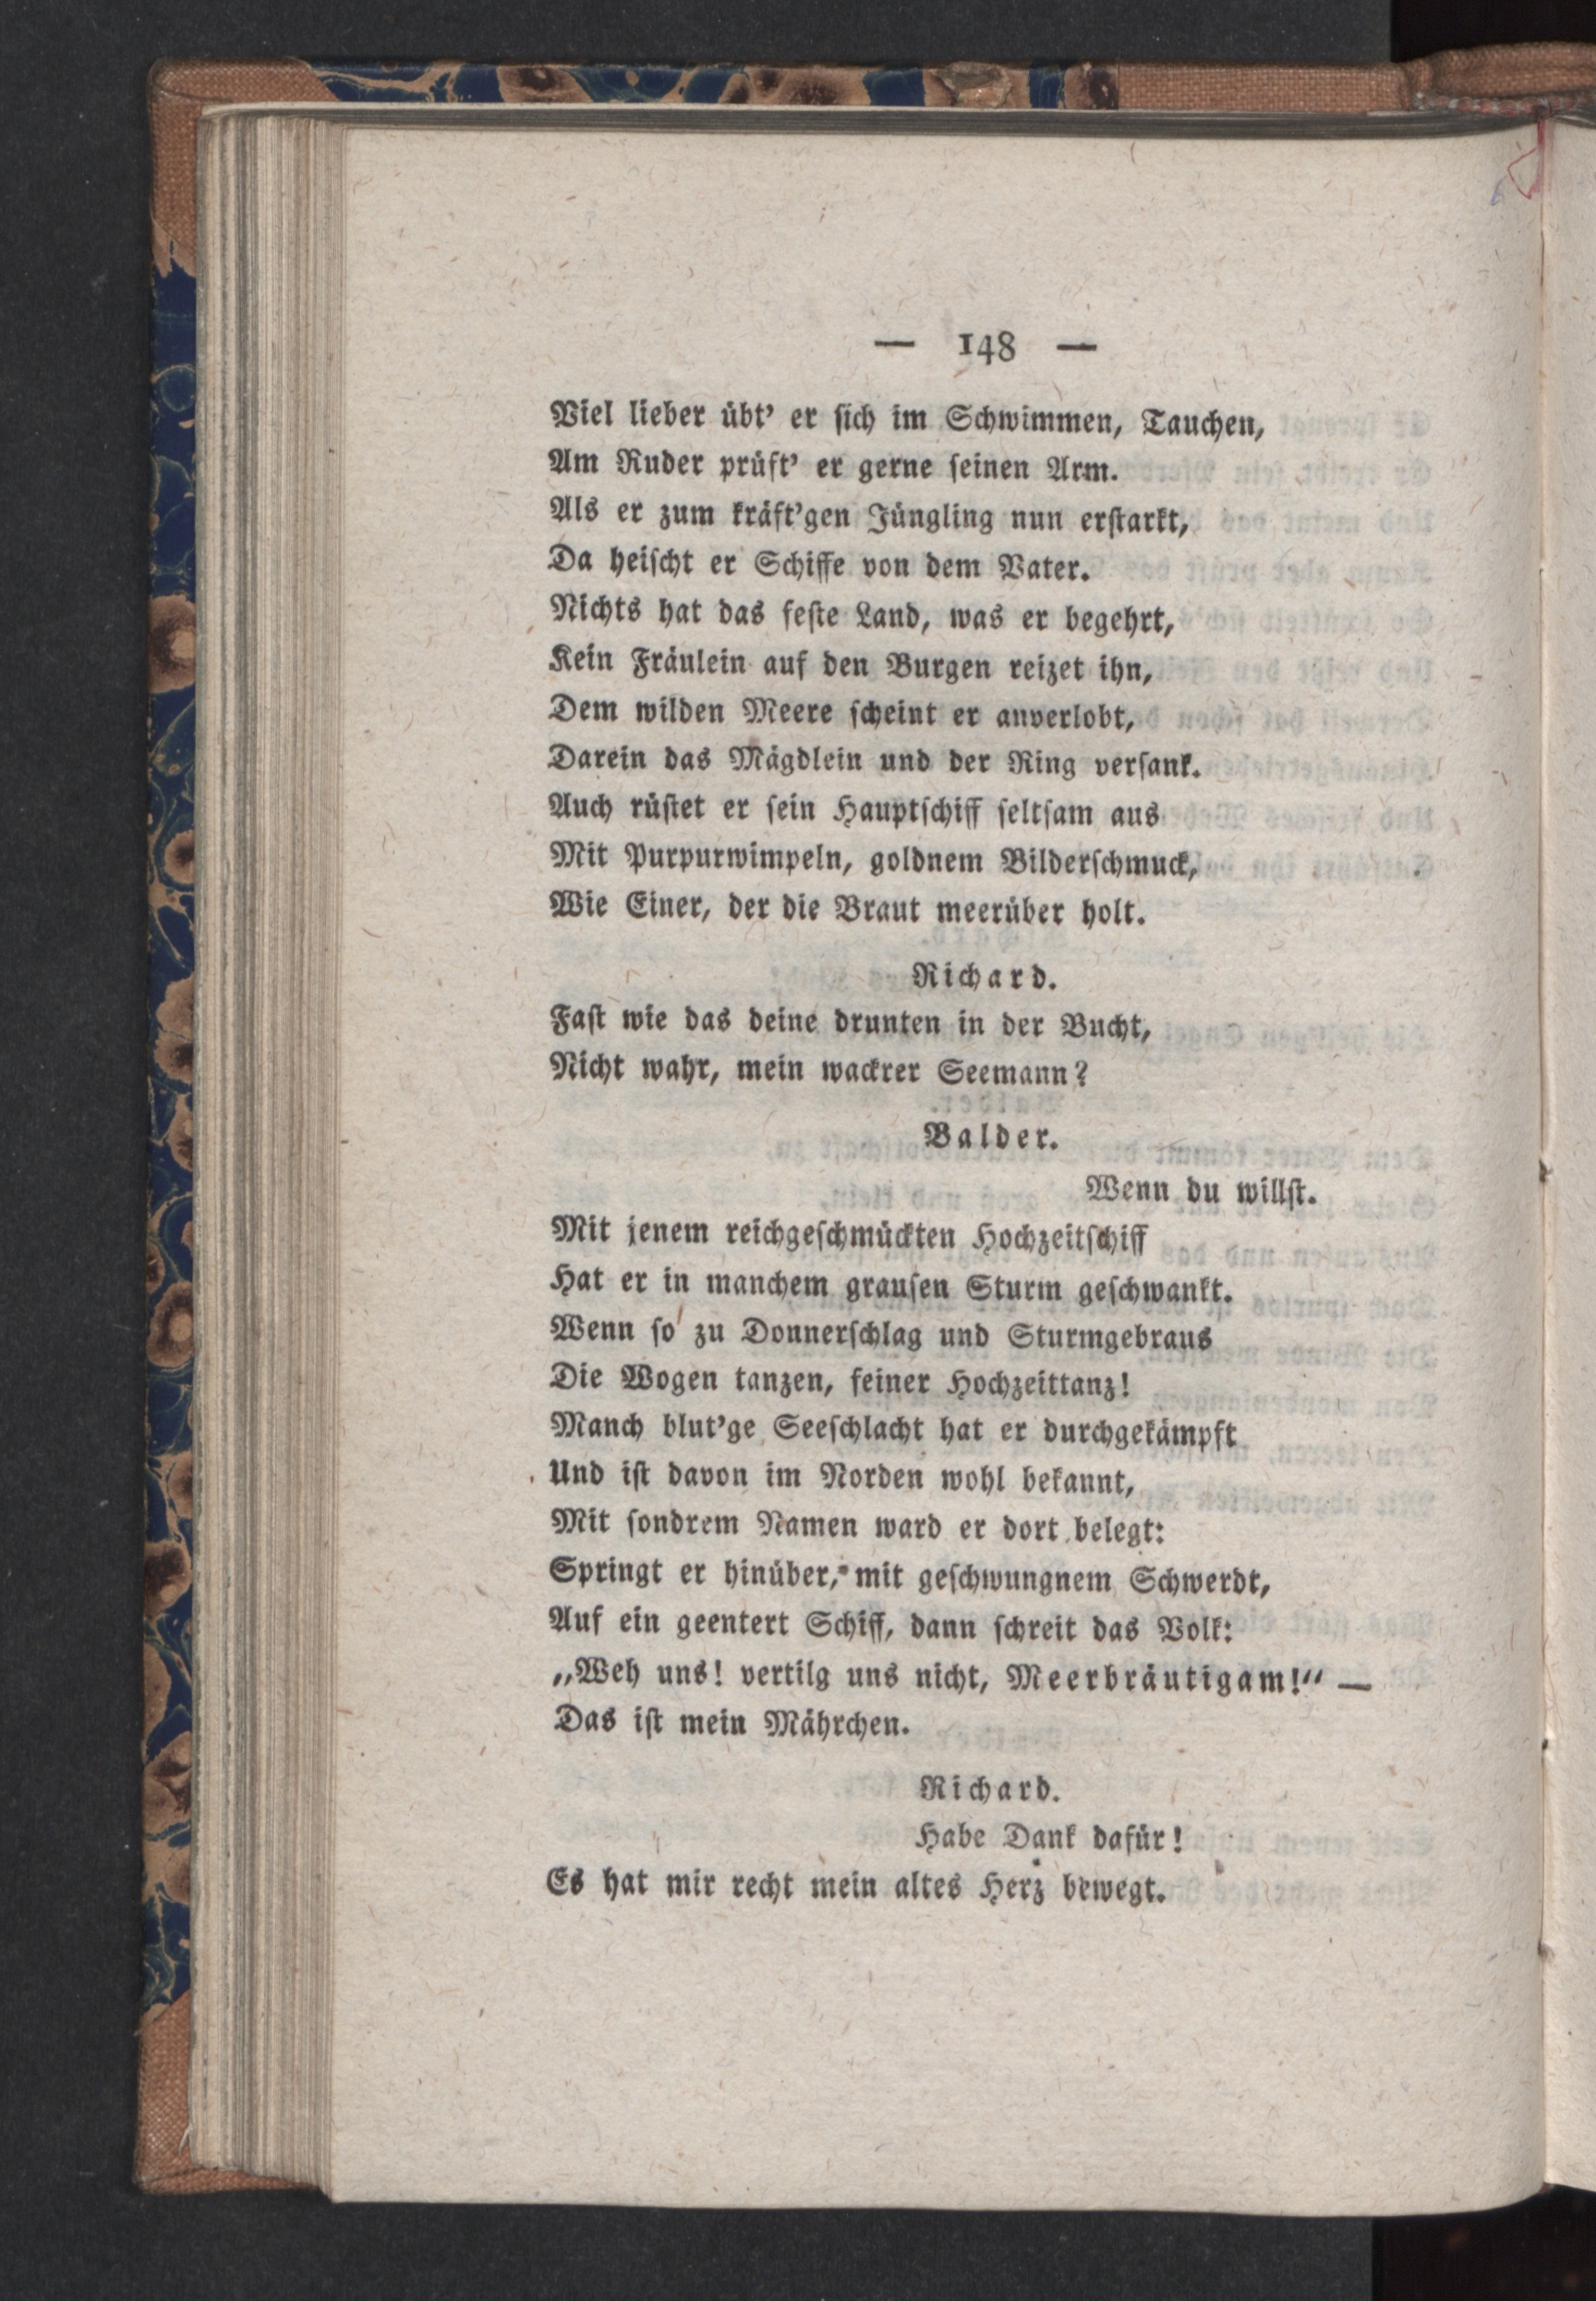 — 148 —
Viel lieber übt’ er ſich im Schwimmen, Tauchen,
Am Ruder prüft’ er gerne ſeinen Arm.
Als er zum kräft’gen Jüngling nun erſtarkt,
Da heiſcht er Schiffe von dem Vater.
Nichts hat das feſte Land, was er begehrt,
Kein Fräulein auf den Burgen reizet ihn,
Dem wilden Meere ſcheint er anverlobt,
Darein das Mägdlein und der Ring verſank.
Auch rüſtet er ſein Hauptſchiff ſeltſam aus
Mit Purpurwimpeln, goldnem Bilderſchmuck,
Wie Einer, der die Braut meerüber holt.
Richard.
Faſt wie das deine drunten in der Bucht,
Nicht wahr, mein wackrer Seemann?
Balder.
Wenn du willſt.
Mit jenem reichgeſchmückten Hochzeitſchiff
Hat er in manchem grauſen Sturm geſchwankt.
Wenn ſo zu Donnerſchlag und Sturmgebraus
Die Wogen tanzen, feiner Hochzeittanz!
Manch blut’ge Seeſchlacht hat er durchgekämpft
Und iſt davon im Norden wohl bekannt,
Mit ſondrem Namen ward er dort belegt:
Springt er hinüber, mit geſchwungnem Schwerdt,
Auf ein geentert Schiff, dann ſchreit das Volk:
„Weh uns! vertilg uns nicht, Meerbräutigam!“ —
Das iſt mein Mährchen.
Richard.
Habe Dank dafür!
Es hat mir recht mein altes Herz bewegt.